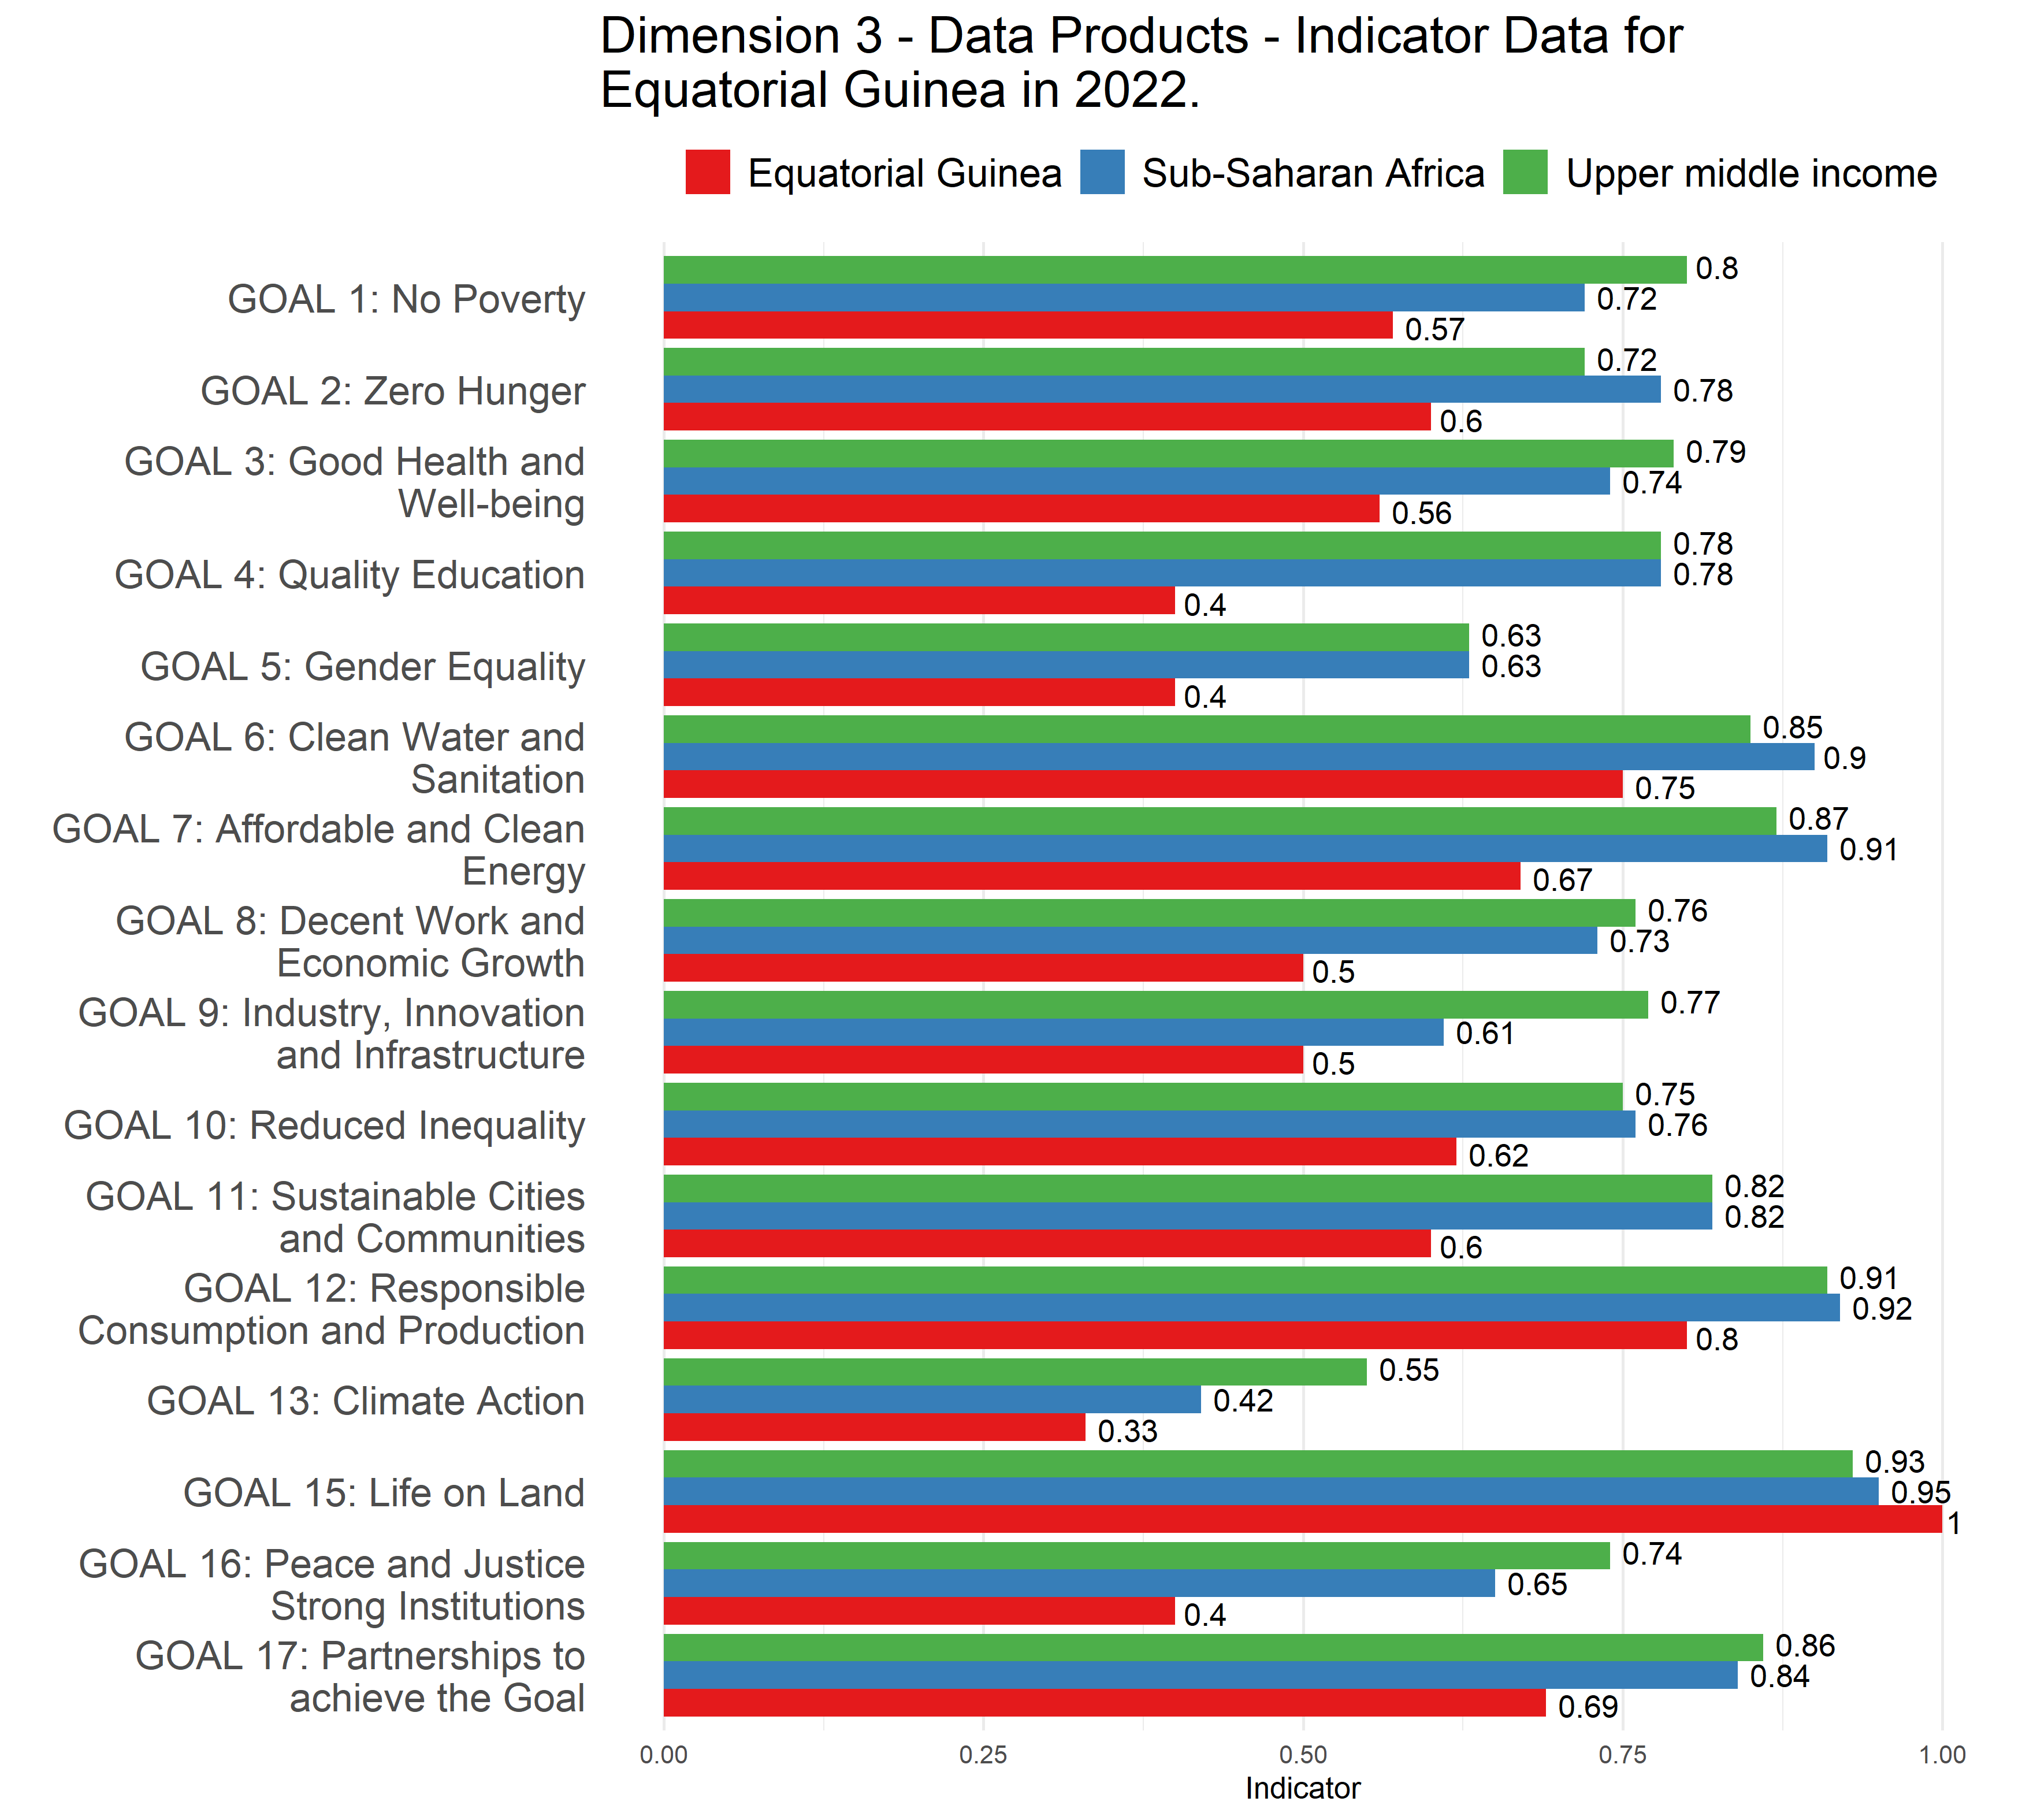 Dimension 3 - Data Products - Indicator Data for
Equatorial Guinea in 2022.
Equatorial Guinea
Sub-Saharan Africa
Upper middle income
GOAL 1: No Poverty
0.8
0.72
0.57
GOAL 2: Zero Hunger
0.72
0.78
0.6
GOAL 3: Good Health and
Well-being
0.79
0.74
0.56
GOAL 4: Quality Education
0.78
0.78
0.4
GOAL 5: Gender Equality
0.63
0.63
0.4
GOAL 6: Clean Water and
Sanitation
0.85
0.9
0.75
GOAL 7: Affordable and Clean
Energy
0.87
0.91
0.67
GOAL 8: Decent Work and
Economic Growth
0.76
0.73
0.5
GOAL 9: Industry, Innovation
and Infrastructure
0.77
0.61
0.5
GOAL 10: Reduced Inequality
0.75
0.76
0.62
GOAL 11: Sustainable Cities
and Communities
0.82
0.82
0.6
GOAL 12: Responsible
Consumption and Production
0.91
0.92
0.8
GOAL 13: Climate Action
0.55
0.42
0.33
GOAL 15: Life on Land
0.93
0.95
1
GOAL 16: Peace and Justice
Strong Institutions
0.74
0.65
0.4
GOAL 17: Partnerships to
achieve the Goal
0.86
0.84
0.69
0.00 0.25 0.50 0.75 1.00
Indicator